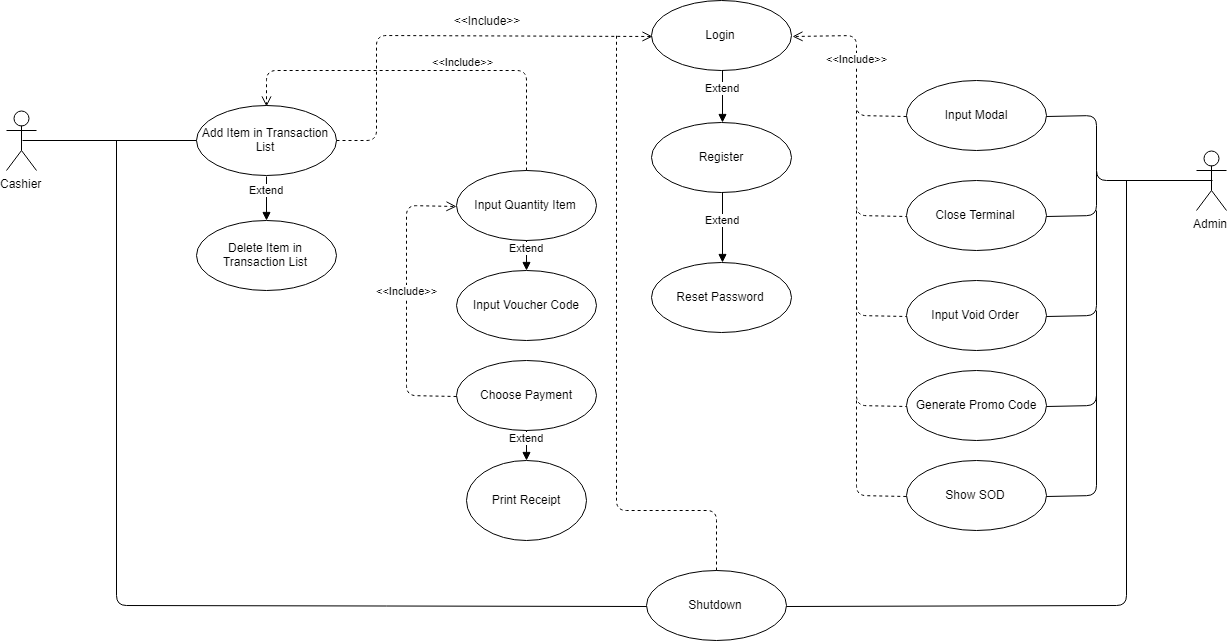 <<Include>>
Login
<<Include>>
<<Include>>
Extend
Input Modal
Add Item in Transaction
List
Cashier
Register
Admin
Extend
Delete Item in
Transaction List
Input Quantity Item
Extend
Close Terminal
Extend
<<Include>>
Input Voucher Code
Reset Password
Input Void Order
Choose Payment
Generate Promo Code
Extend
Print Receipt
Show SOD
Shutdown